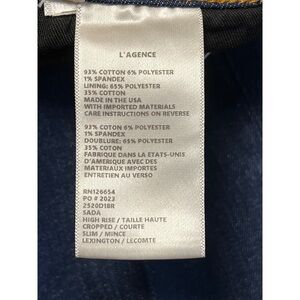 L'AGENCE
93% COTTON 6% POLYESTER
1% SPANDEX
LINING: 65% POLYESTER
35% COTTON
MADE IN THE USA
WITH IMPORTED MATERIALS
CARE INSTRUCTIONS ON REVERSE
93% COTON 6% POLYESTER
1% SPANDEX
DOUBLURE: 65% POLYESTER
35% COTON
FABRIQUE DANS LA ETATS-UNIS
D'AMERIQUE AVEC DES
MATERIAUX IMPORTES
ENTRETIEN AU VERSO
RN126654
PO # 2023
2520D1BR
SADA
HIGH RISE / TAILLE HAUTE
CROPPED / COURTE
SLIM / MINCE
LEXINGTON / LECOMTE